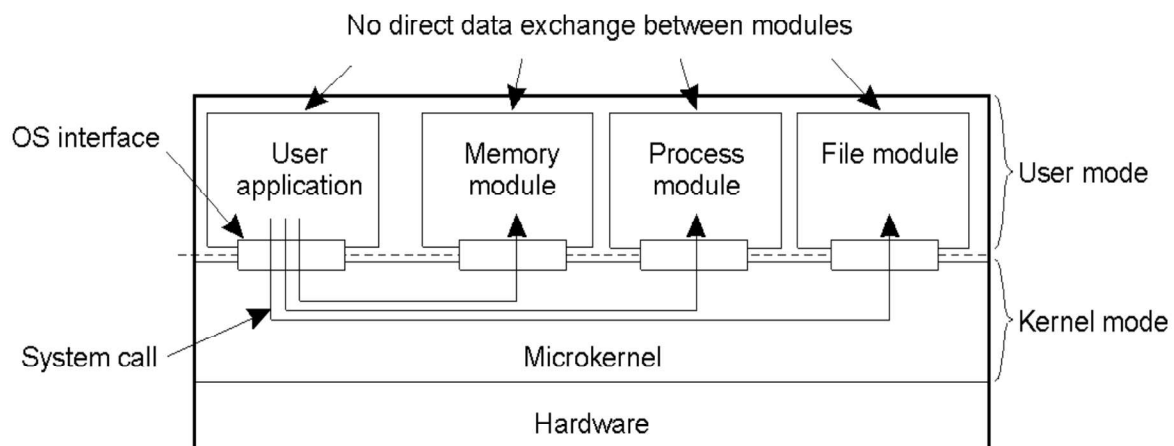 No direct data exchange between modules
OS interface
User
application
Memory
module
Process
module
File module
User mode
System call
Microkernel
Kernel mode
Hardware